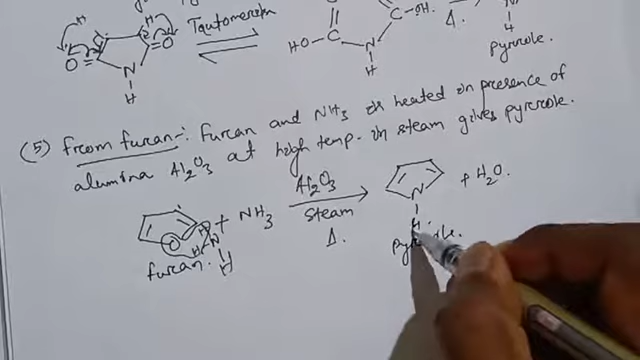 Tautomerism
H
H
O
O
N
H
HO-C
C-OH.
N
H
Δ.
N
H
pyrrole.
(5) From furan:- Furan and NH3 is heated in presence of
alumina Al2O3 at high temp. in steam gives pyrrole.
O + NH3
Al2O3
Steam
Δ.
N
H
+ H2O.
H N
H
furan.
pyrrole.